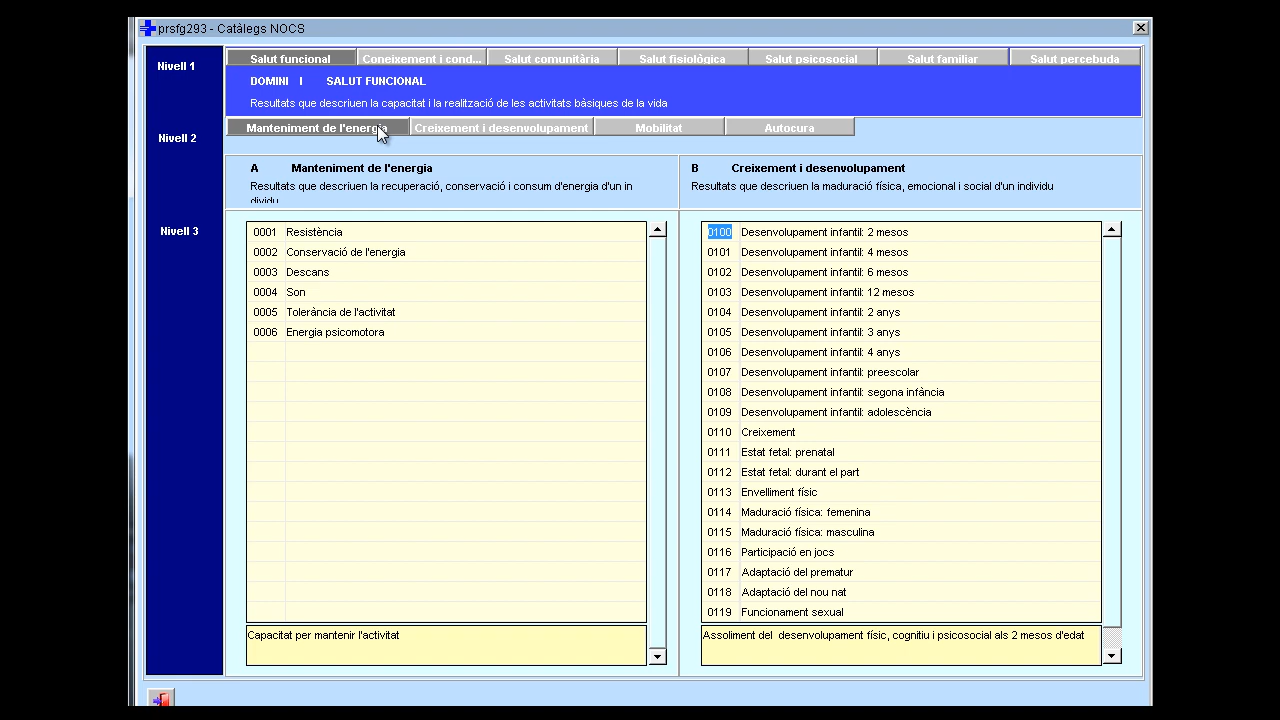 prsfg293 - Catàlegs NOCS
Nivell 1
Salut funcional
Coneixement i cond...
Salut comunitària
Salut fisiològica
Salut psicosocial
Salut familiar
Salut percebuda
DOMINI I SALUT FUNCIONAL
Resultats que descriuen la capacitat i la realització de les activitats bàsiques de la vida
Nivell 2
Manteniment de l'energia
Creixement i desenvolupament
Mobilitat
Autocura
A Manteniment de l'energia
Resultats que descriuen la recuperació, conservació i consum d'energia d'un in
dividu
B Creixement i desenvolupament
Resultats que descriuen la maduració física, emocional i social d'un individu
Nivell 3
0001 Resistència
0002 Conservació de l'energia
0003 Descans
0004 Son
0005 Tolerància de l'activitat
0006 Energia psicomotora
Capacitat per mantenir l'activitat
0100 Desenvolupament infantil: 2 mesos
0101 Desenvolupament infantil: 4 mesos
0102 Desenvolupament infantil: 6 mesos
0103 Desenvolupament infantil: 12 mesos
0104 Desenvolupament infantil: 2 anys
0105 Desenvolupament infantil: 3 anys
0106 Desenvolupament infantil: 4 anys
0107 Desenvolupament infantil: preescolar
0108 Desenvolupament infantil: segona infància
0109 Desenvolupament infantil: adolescència
0110 Creixement
0111 Estat fetal: prenatal
0112 Estat fetal: durant el part
0113 Envelliment físic
0114 Maduració física: femenina
0115 Maduració física: masculina
0116 Participació en jocs
0117 Adaptació del prematur
0118 Adaptació del nou nat
0119 Funcionament sexual
Assoliment del desenvolupament físic, cognitiu i psicosocial als 2 mesos d'edat